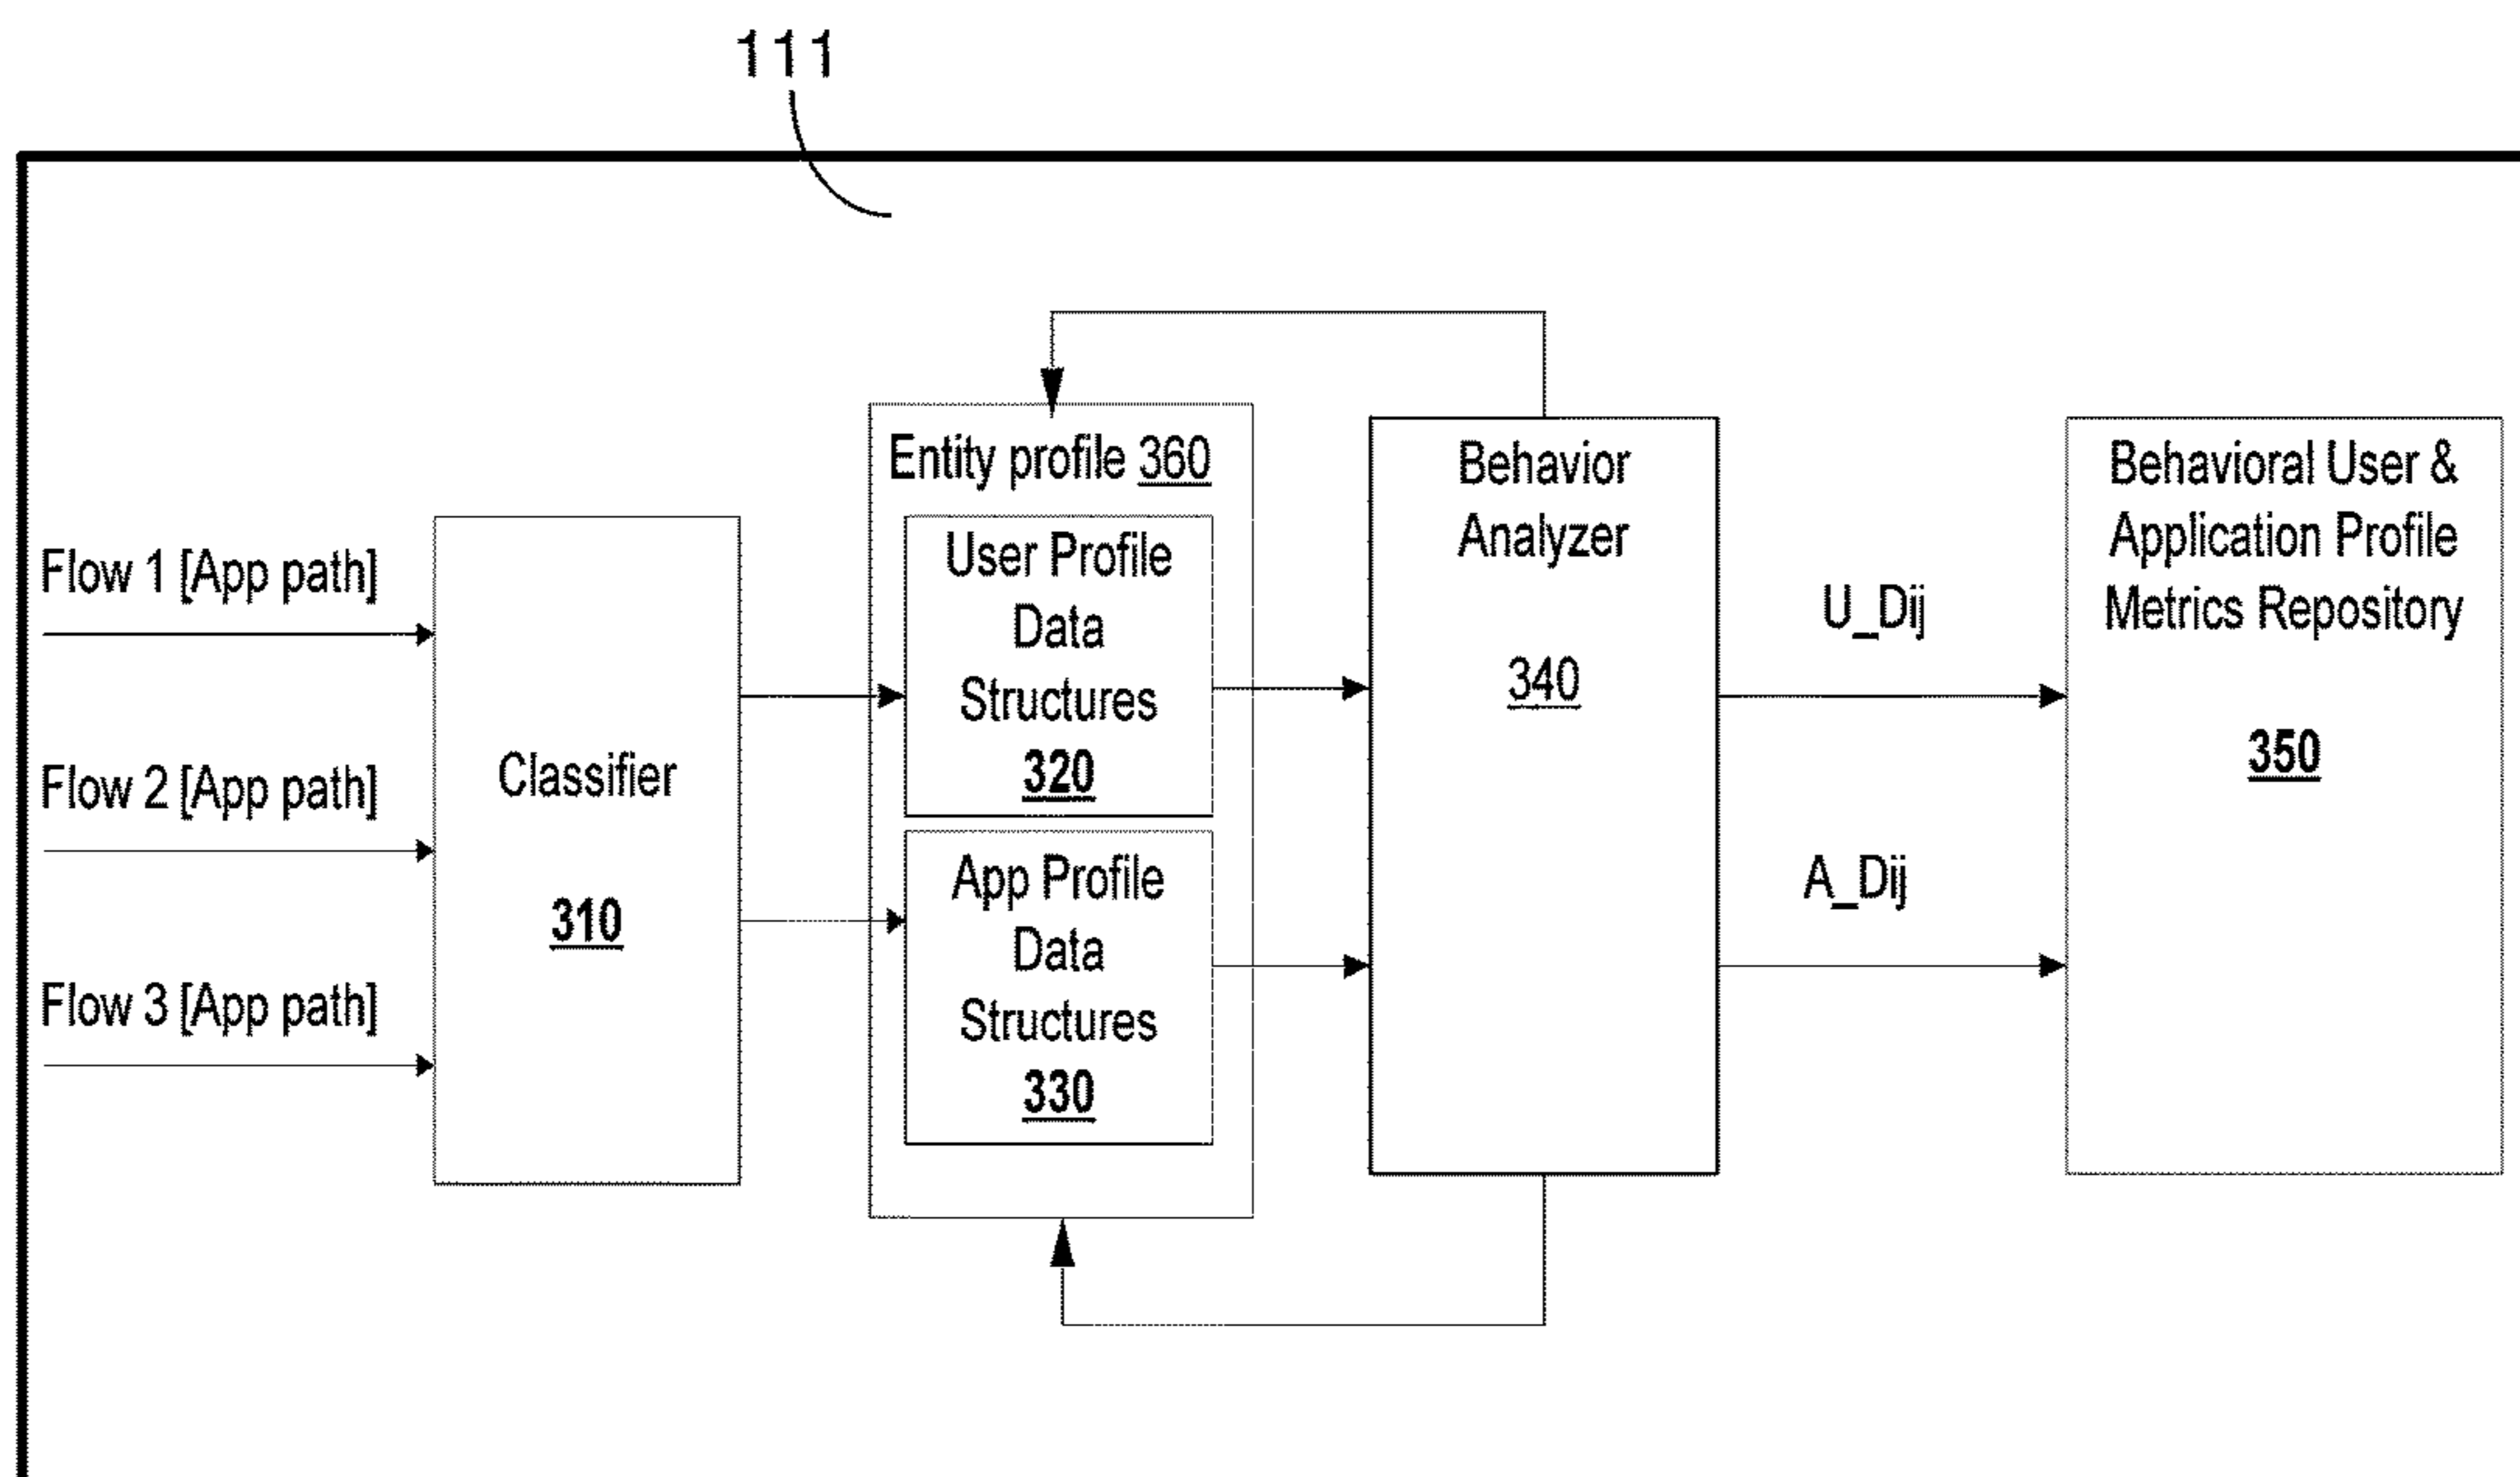 111
Flow 1 [App path]
Flow 2 [App path]
Flow 3 [App path]
Classifier
310
Entity profile 360
User Profile
Data
Structures
320
App Profile
Data
Structures
330
Behavior
Analyzer
340
U_Dij
A_Dij
Behavioral User &
Application Profile
Metrics Repository
350